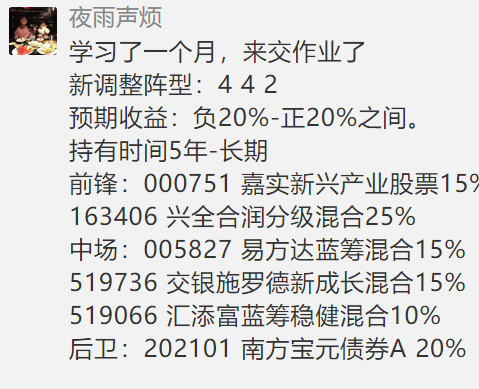 夜雨声烦
学习了一个月，来交作业了
新调整阵型：4 4 2
预期收益：负20%-正20%之间。
持有时间5年-长期
前锋：000751 嘉实新兴产业股票15%
163406 兴全合润分级混合25%
中场：005827 易方达蓝筹混合15%
519736 交银施罗德新成长混合15%
519066 汇添富蓝筹稳健混合10%
后卫：202101 南方宝元债券A 20%